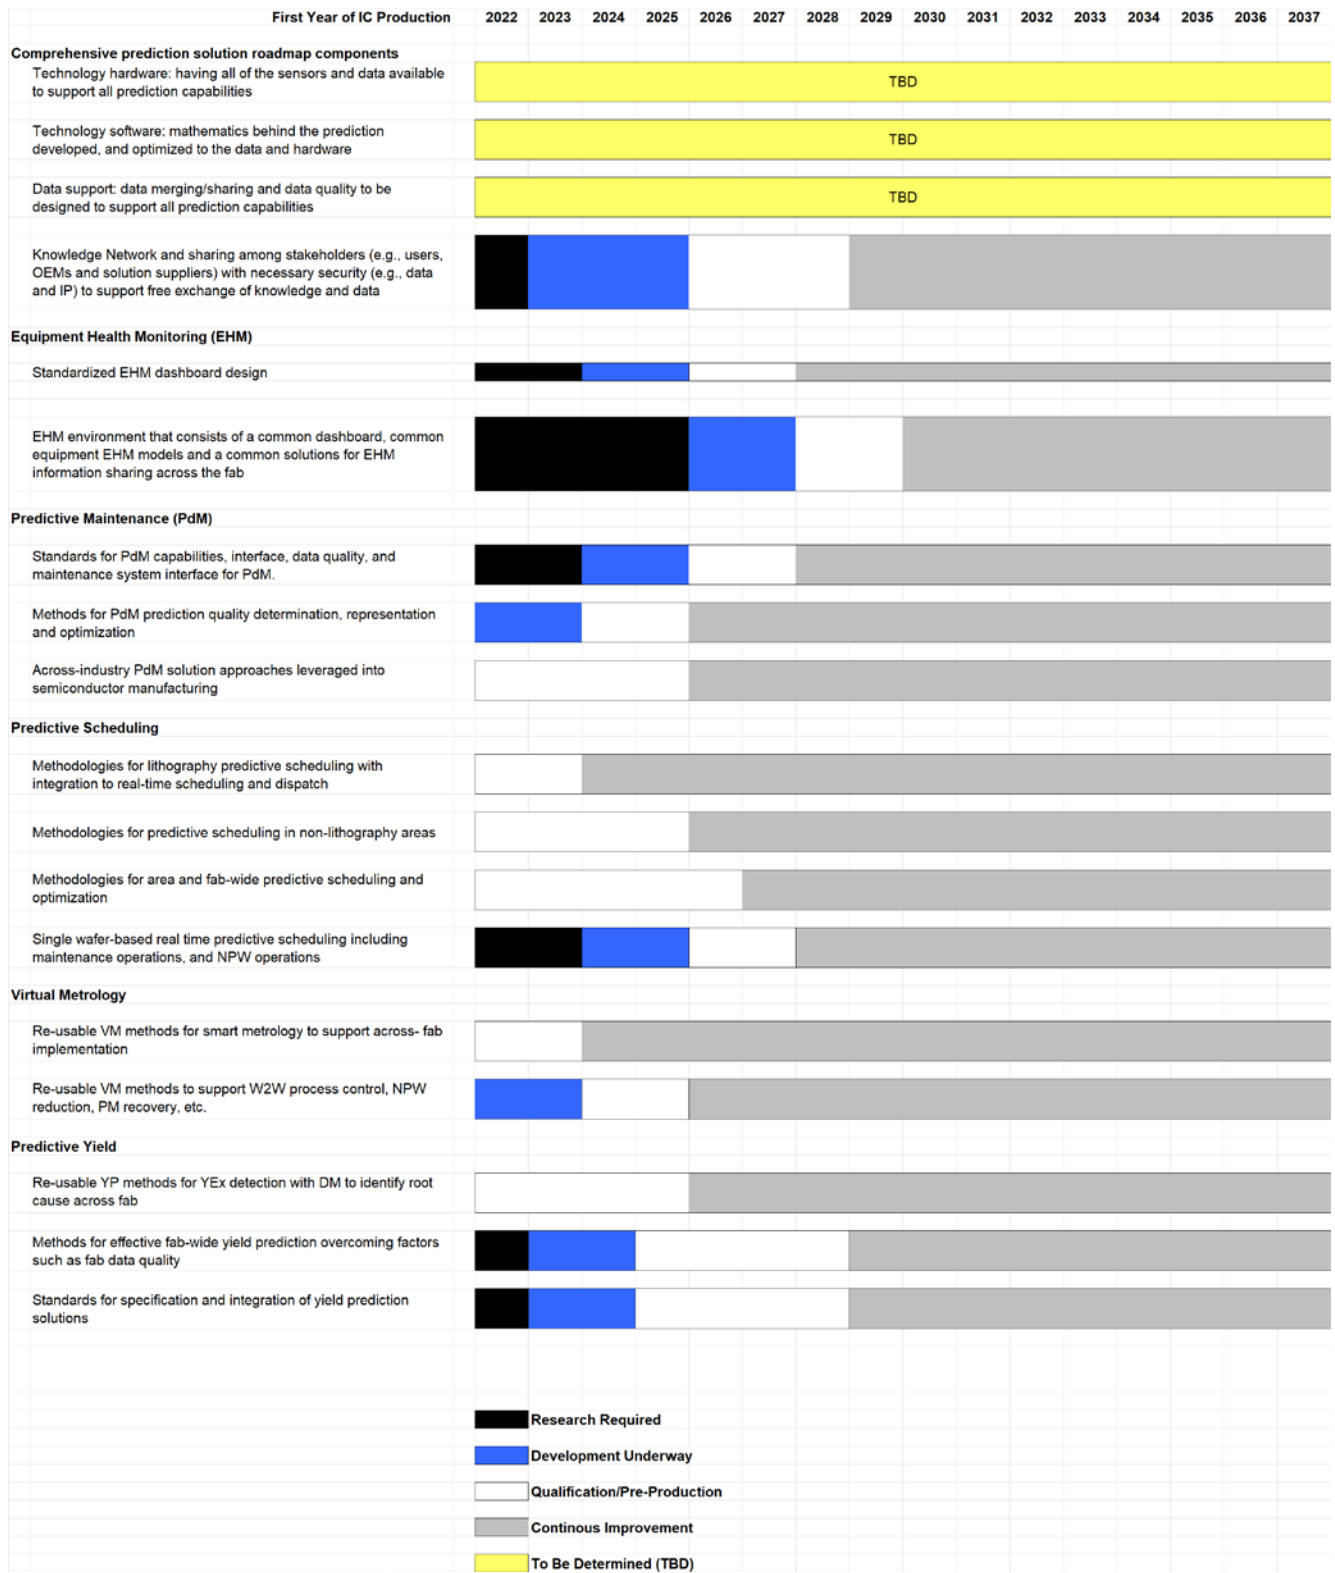 First Year of IC Production 2022 2023 2024 2025 2026 2027 2028 2029 2030 2031 2032 2033 2034 2035 2036 2037
Comprehensive prediction solution roadmap components
Technology hardware: having all of the sensors and data available
to support all prediction capabilities
TBD
Technology software: mathematics behind the prediction
developed, and optimized to the data and hardware
TBD
Data support: data merging/sharing and data quality to be
designed to support all prediction capabilities
TBD
Knowledge Network and sharing among stakeholders (e.g., users,
OEMs and solution suppliers) with necessary security (e.g., data
and IP) to support free exchange of knowledge and data
Equipment Health Monitoring (EHM)
Standardized EHM dashboard design
EHM environment that consists of a common dashboard, common
equipment EHM models and a common solutions for EHM
information sharing across the fab
Predictive Maintenance (PdM)
Standards for PdM capabilities, interface, data quality, and
maintenance system interface for PdM.
Methods for PdM prediction quality determination, representation
and optimization
Across-industry PdM solution approaches leveraged into
semiconductor manufacturing
Predictive Scheduling
Methodologies for lithography predictive scheduling with
integration to real-time scheduling and dispatch
Methodologies for predictive scheduling in non-lithography areas
Methodologies for area and fab-wide predictive scheduling and
optimization
Single wafer-based real time predictive scheduling including
maintenance operations, and NPW operations
Virtual Metrology
Re-usable VM methods for smart metrology to support across- fab
implementation
Re-usable VM methods to support W2W process control, NPW
reduction, PM recovery, etc.
Predictive Yield
Re-usable YP methods for YEx detection with DM to identify root
cause across fab
Methods for effective fab-wide yield prediction overcoming factors
such as fab data quality
Standards for specification and integration of yield prediction
solutions
Research Required
Development Underway
Qualification/Pre-Production
Continous Improvement
To Be Determined (TBD)